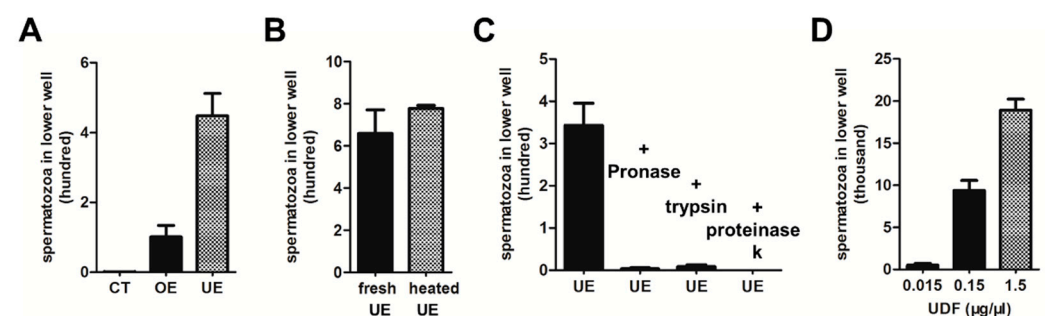 A
spermatozoa in lower well
(hundred)
6
4
2
0
CT OE UE
B
spermatozoa in lower well
(hundred)
10
8
6
4
2
0
fresh heated
UE UE
C
spermatozoa in lower well
(hundred)
5
4
3
2
1
0
+
Pronase
+
trypsin
+
proteinase
k
UE UE UE UE
D
spermatozoa in lower well
(thousand)
25
20
15
10
5
0
0.015 0.15 1.5
UDF (µg/µl)